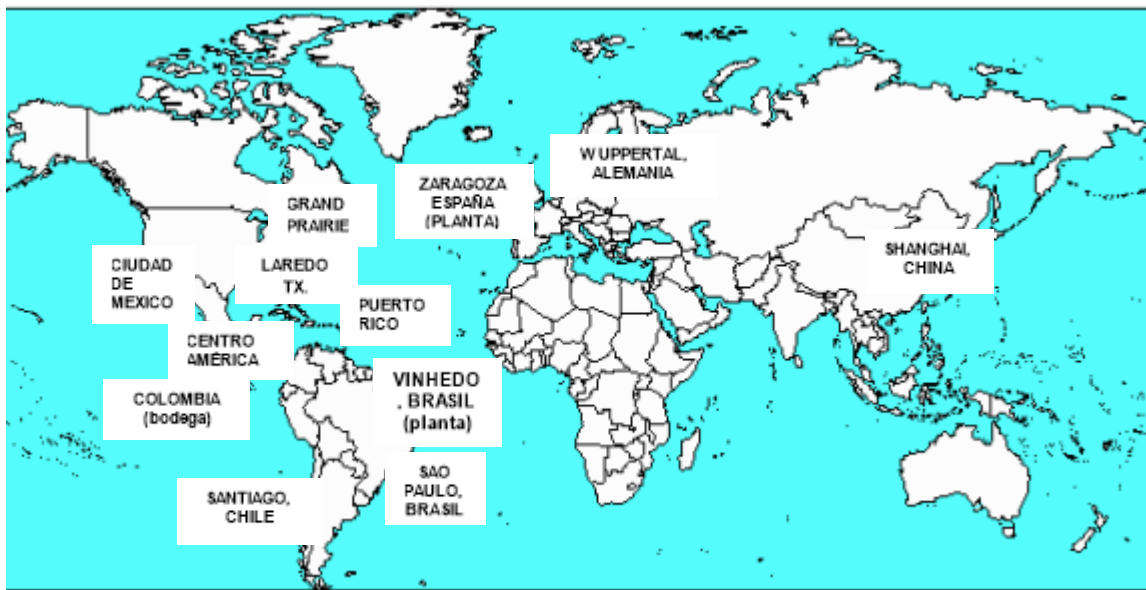 WUPPERTAL,
ALEMANIA
ZARAGOZA
ESPAÑA
(PLANTA)
GRAND
PRAIRIE
SHANGHAI,
CHINA
CIUDAD
DE
MEXICO
LAREDO
TX.
PUERTO
RICO
CENTRO
AMÉRICA
VINHEDO
, BRASIL
(planta)
COLOMBIA
(bodega)
SAO
PAULO,
BRASIL
SANTIAGO,
CHILE